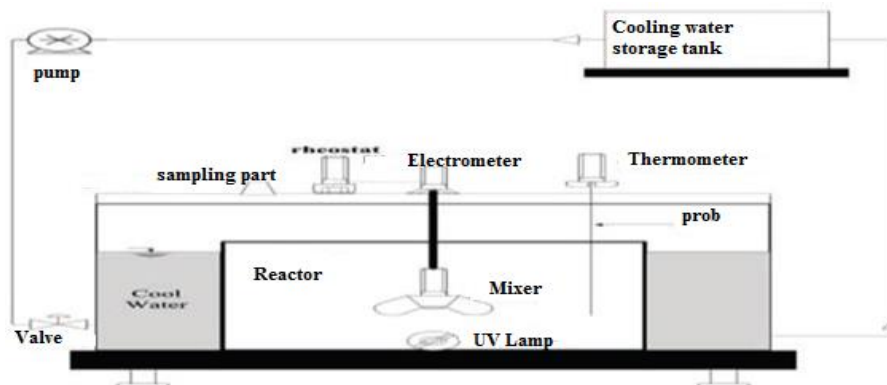 Cooling water
storage tank
pump
rheostat
Electrometer
Thermometer
sampling part
prob
Reactor
Cool
Water
Mixer
Valve
UV Lamp